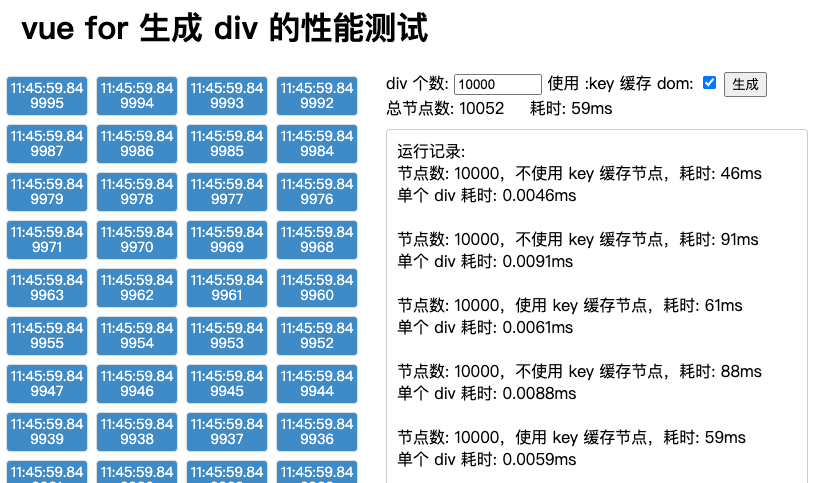 vue for 生成 div 的性能测试
11:45:59.84 11:45:59.84 11:45:59.84 11:45:59.84
9995 9994 9993 9992
11:45:59.84 11:45:59.84 11:45:59.84 11:45:59.84
9987 9986 9985 9984
11:45:59.84 11:45:59.84 11:45:59.84 11:45:59.84
9979 9978 9977 9976
11:45:59.84 11:45:59.84 11:45:59.84 11:45:59.84
9971 9970 9969 9968
11:45:59.84 11:45:59.84 11:45:59.84 11:45:59.84
9963 9962 9961 9960
11:45:59.84 11:45:59.84 11:45:59.84 11:45:59.84
9955 9954 9953 9952
11:45:59.84 11:45:59.84 11:45:59.84 11:45:59.84
9947 9946 9945 9944
11:45:59.84 11:45:59.84 11:45:59.84 11:45:59.84
9939 9938 9937 9936
11:45:59.84 11:45:59.84 11:45:59.84 11:45:59.84
div 个数: 10000 使用 :key 缓存 dom: 生成
总节点数: 10052 耗时: 59ms
运行记录:
节点数: 10000，不使用 key 缓存节点，耗时: 46ms
单个 div 耗时: 0.0046ms
节点数: 10000，不使用 key 缓存节点，耗时: 91ms
单个 div 耗时: 0.0091ms
节点数: 10000，使用 key 缓存节点，耗时: 61ms
单个 div 耗时: 0.0061ms
节点数: 10000，不使用 key 缓存节点，耗时: 88ms
单个 div 耗时: 0.0088ms
节点数: 10000，使用 key 缓存节点，耗时: 59ms
单个 div 耗时: 0.0059ms